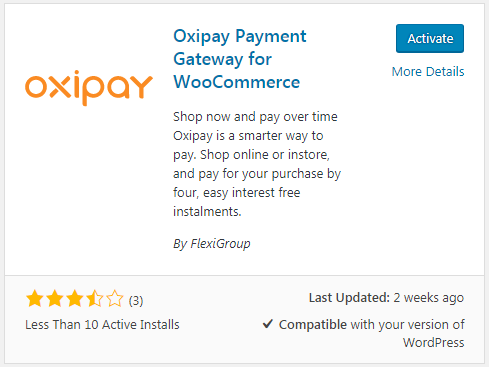 oxipay
Oxipay Payment
Gateway for
WooCommerce
Activate
More Details
Shop now and pay over time
Oxipay is a smarter way to
pay. Shop online or instore,
and pay for your purchase by
four, easy interest free
instalments.
By FlexiGroup
(3)
Less Than 10 Active Installs
Last Updated: 2 weeks ago
Compatible with your version of
WordPress